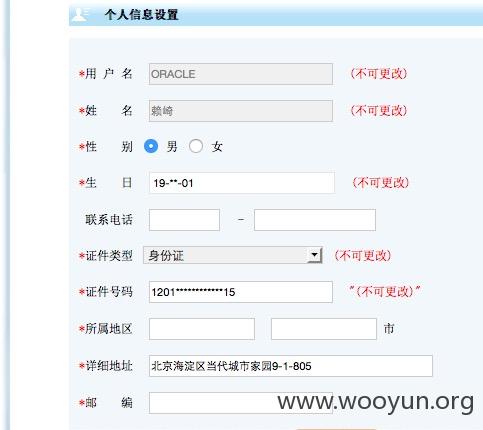 个人信息设置
*用 户 名 ORACLE (不可更改)
*姓 名 赖崎 (不可更改)
*性 别 男 女
*生 日 19-**-01 (不可更改)
联系电话 -
*证件类型 身份证 (不可更改)
*证件号码 1201************15 "(不可更改)"
*所属地区 市
*详细地址 北京海淀区当代城市家园9-1-805
*邮 编
www.wooyun.org